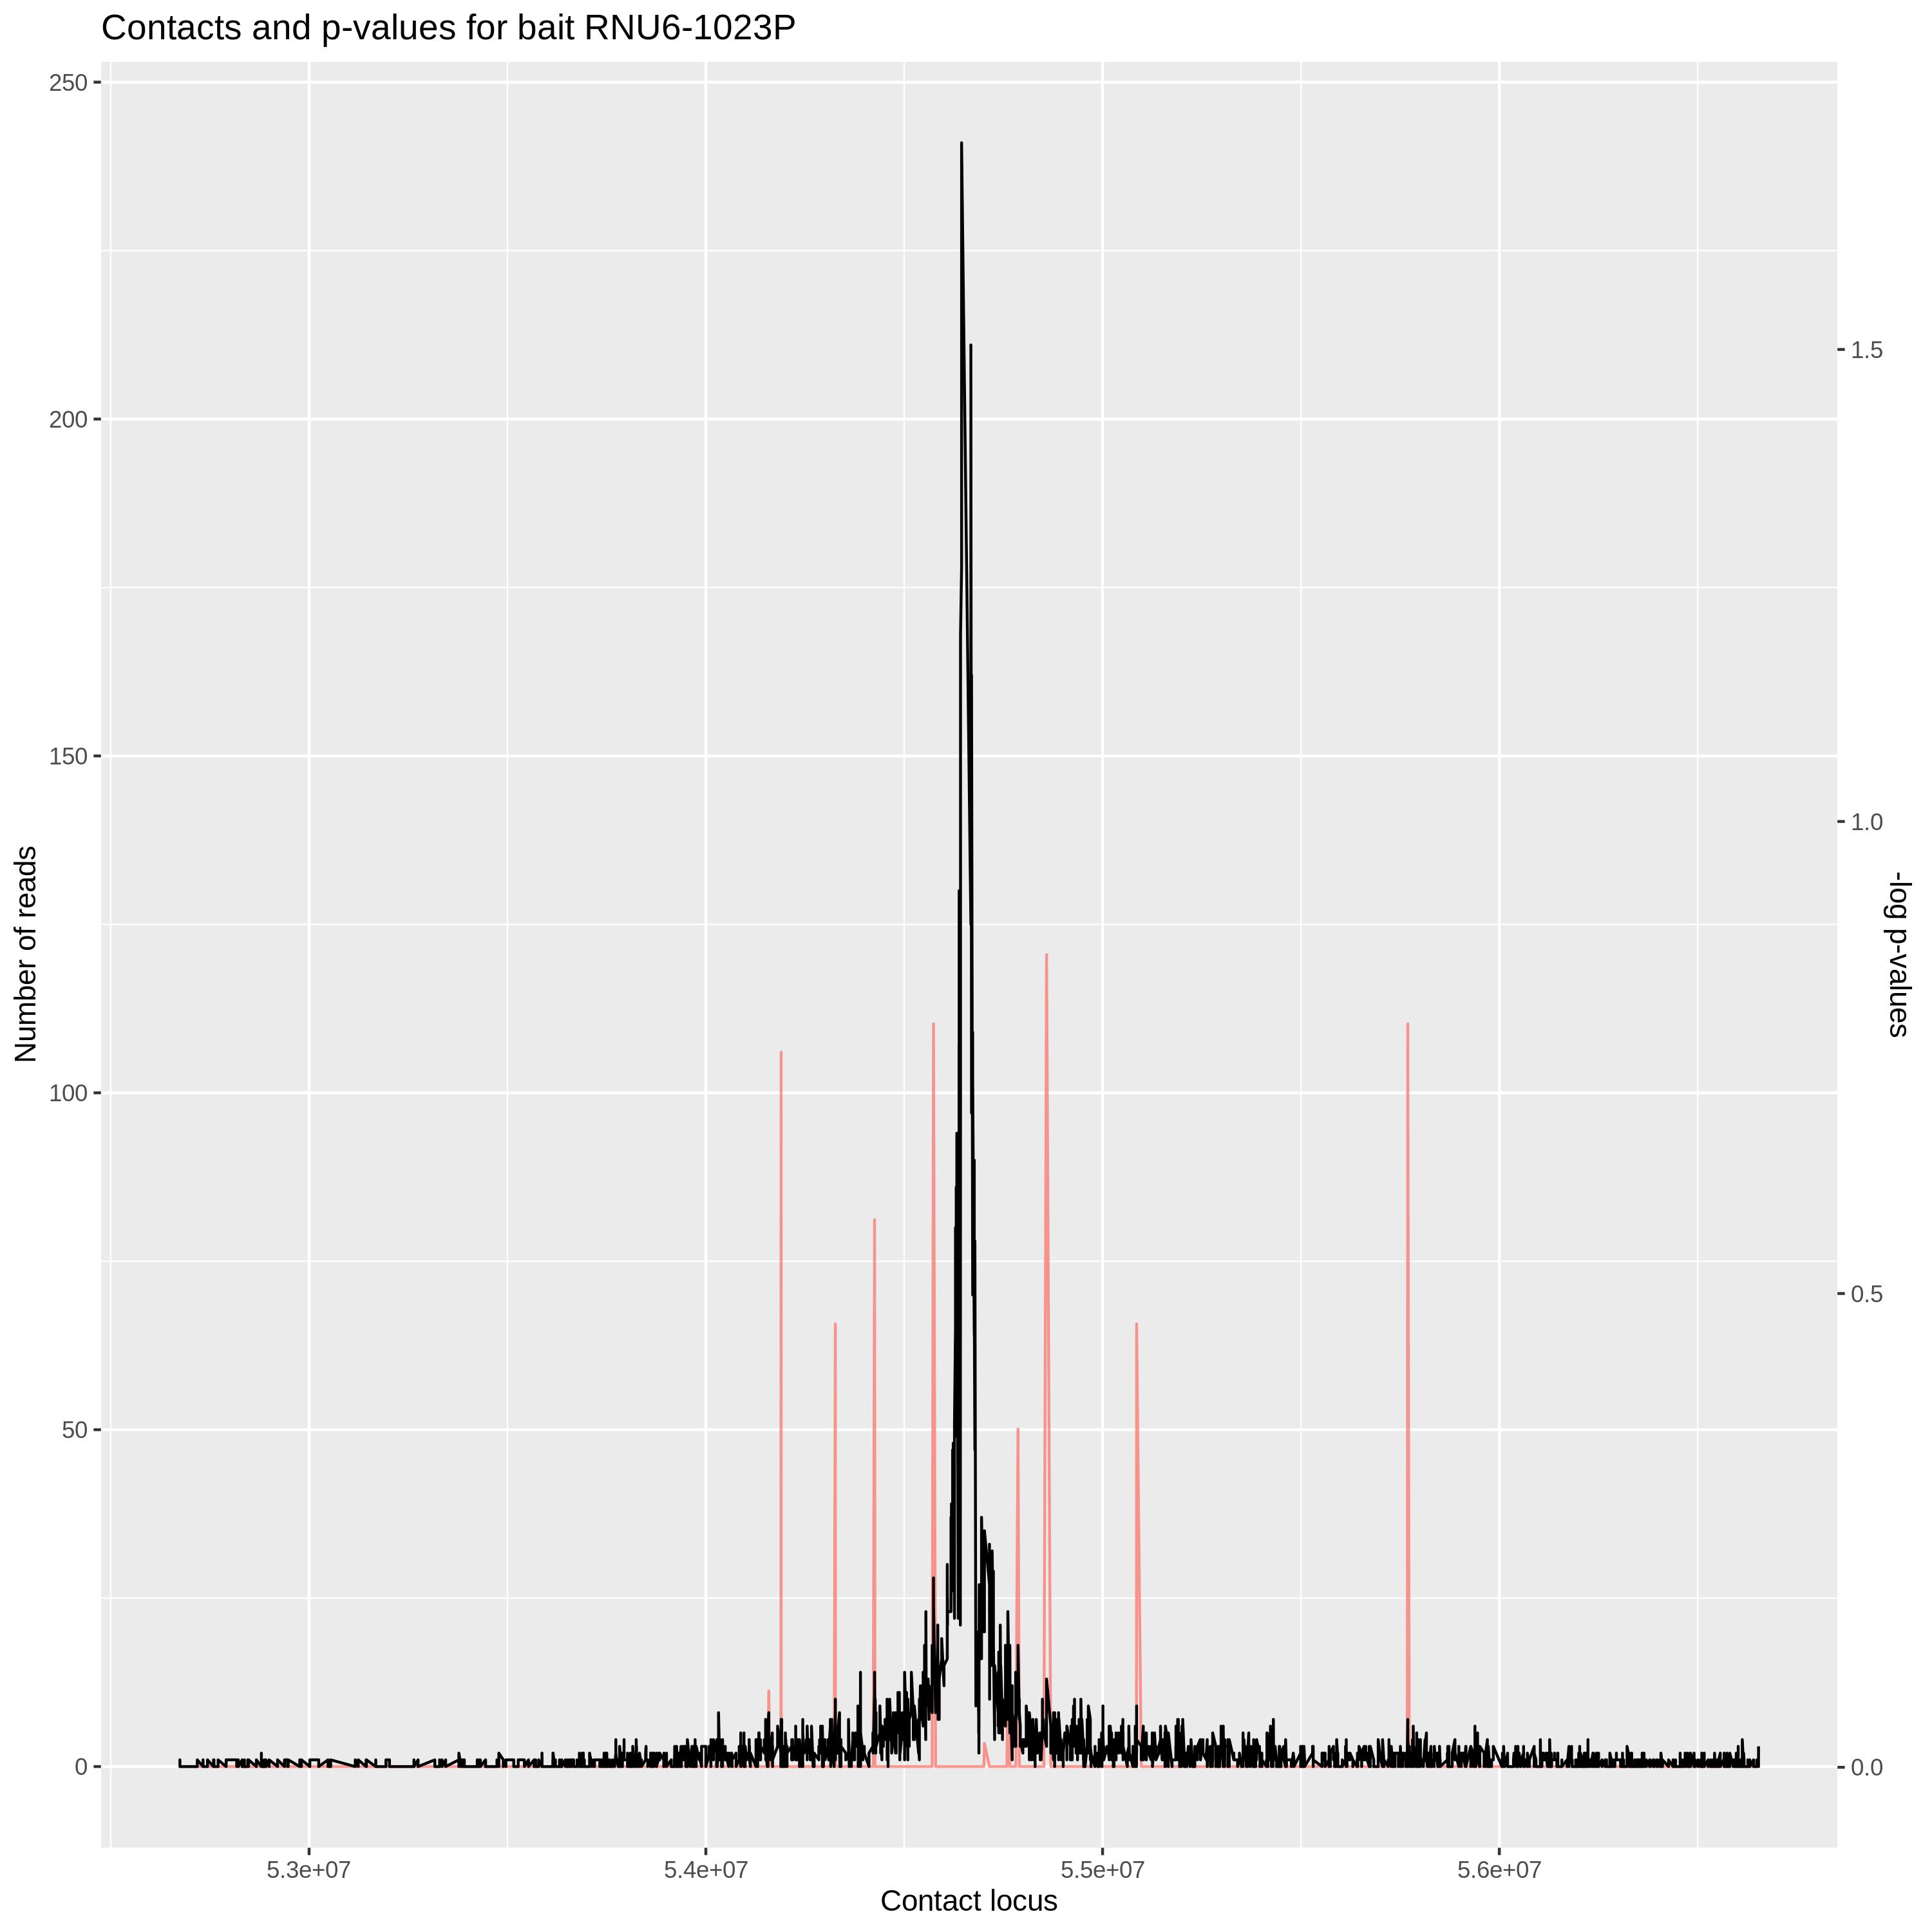 Contacts and p-values for bait RNU6-1023P
250
200
150
100
50
0
Number of reads
1.5
1.0
0.5
0.0
-log p-values
5.3e+07
5.4e+07
5.5e+07
5.6e+07
Contact locus